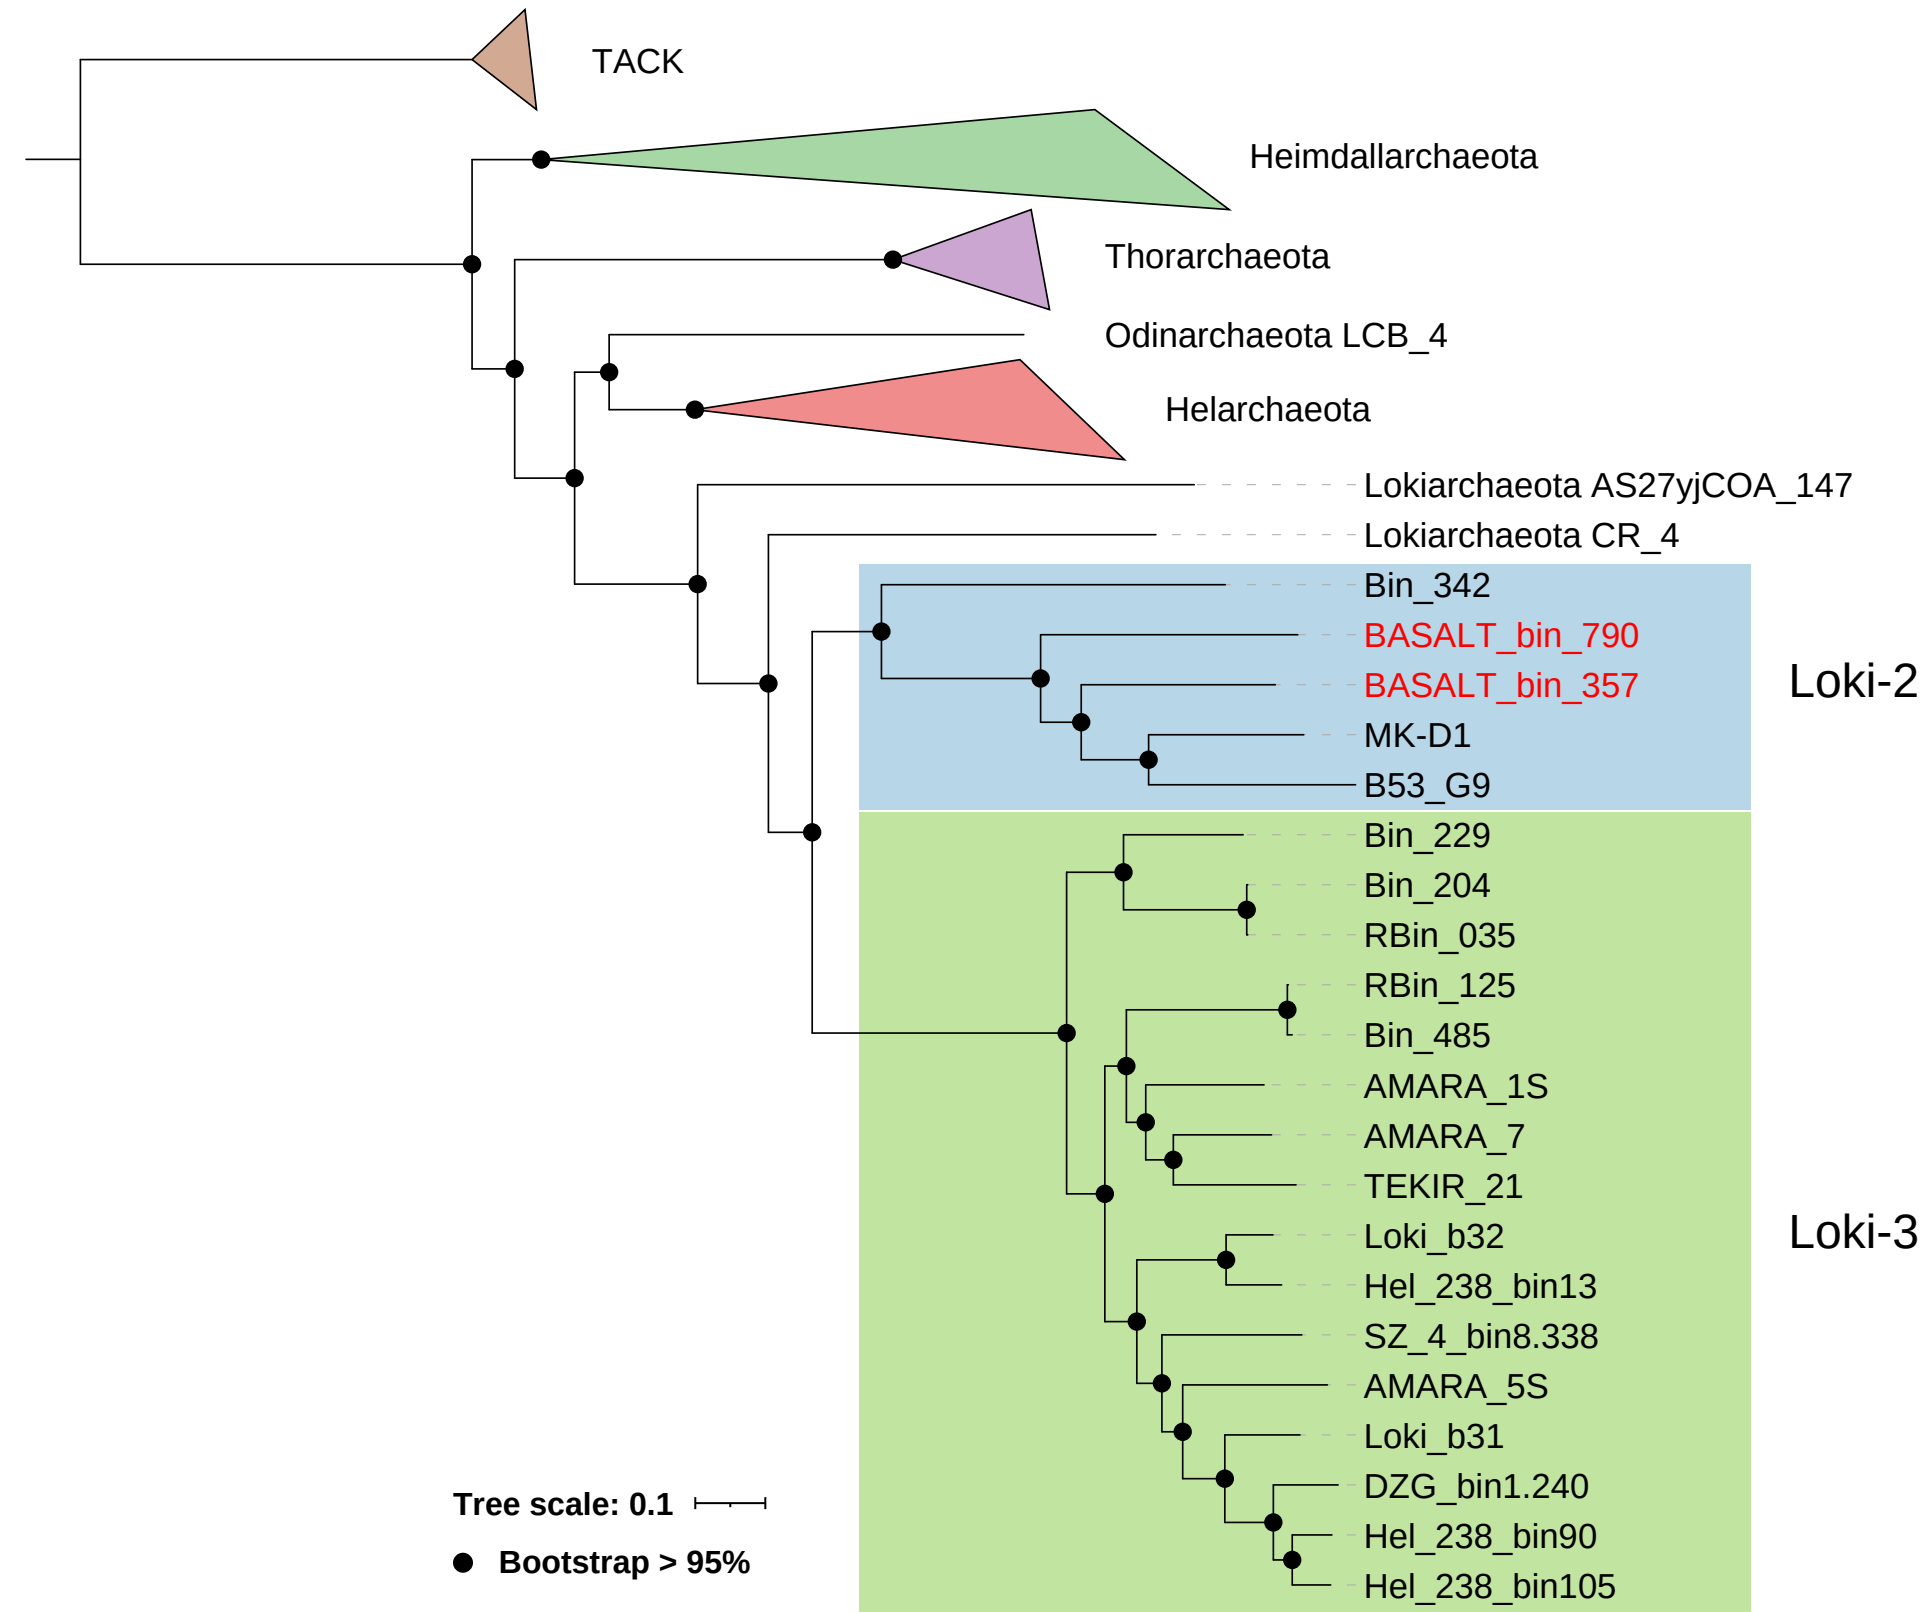 TACK
Heimdallarchaeota
Thorarchaeota
Odinarchaeota LCB_4
Helarchaeota
Lokiarchaeota AS27yjCOA_147
Lokiarchaeota CR_4
Bin_342
BASALT_bin_790
BASALT_bin_357
Loki-2
MK-D1
B53_G9
Bin_229
Bin_204
RBin_035
RBin_125
Bin_485
AMARA_1S
AMARA_7
TEKIR_21
Loki-3
Loki_b32
Hel_238_bin13
SZ_4_bin8.338
AMARA_5S
Loki_b31
DZG_bin1.240
Hel_238_bin90
Hel_238_bin105
Tree scale: 0.1
Bootstrap > 95%